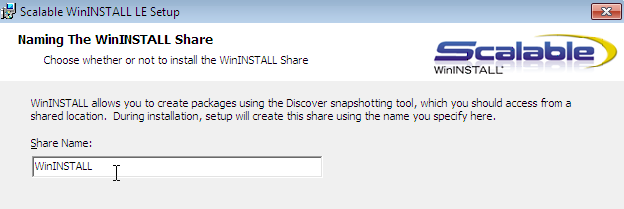 Scalable WinINSTALL LE Setup
Naming The WinINSTALL Share
Choose whether or not to install the WinINSTALL Share
Scalable
WinINSTALL
WinINSTALL allows you to create packages using the Discover snapshotting tool, which you should access from a
shared location. During installation, setup will create this share using the name you specify here.
Share Name:
WinINSTALL